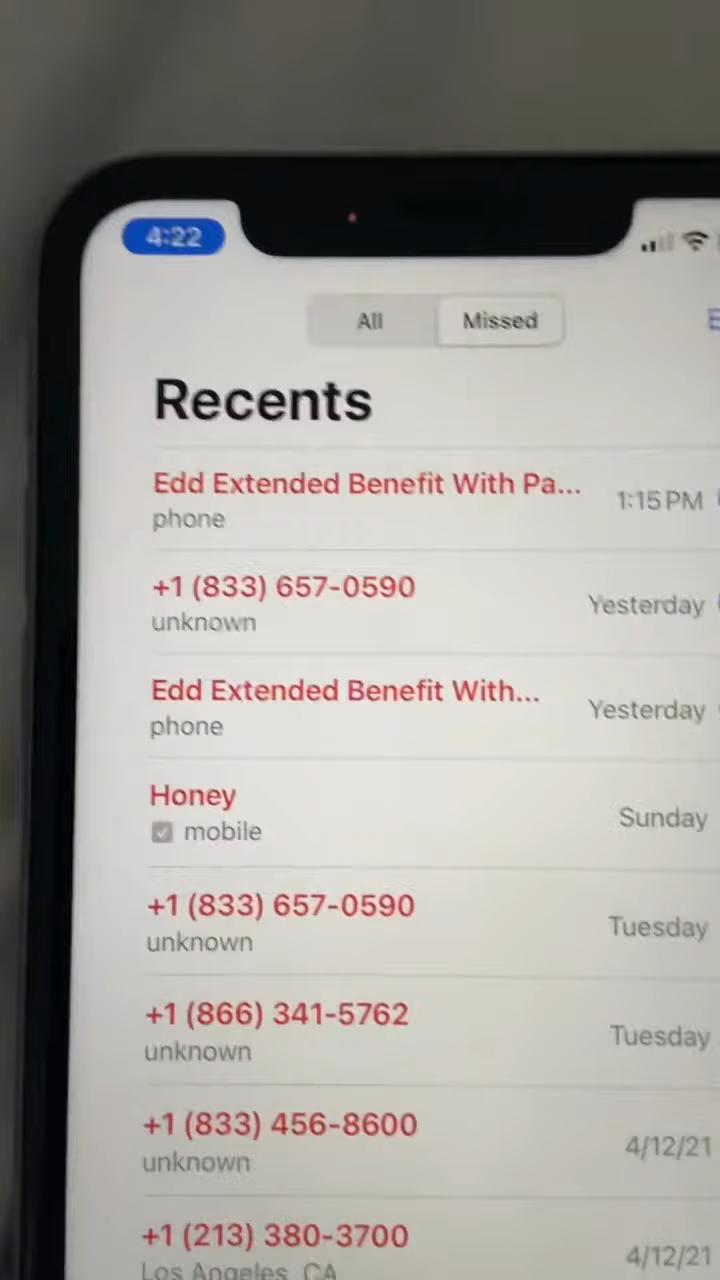 4:22
All Missed
Recents
Edd Extended Benefit With Pa... 1:15 PM
phone
+1 (833) 657-0590 Yesterday
unknown
Edd Extended Benefit With... Yesterday
phone
Honey Sunday
mobile
+1 (833) 657-0590 Tuesday
unknown
+1 (866) 341-5762 Tuesday
unknown
+1 (833) 456-8600 4/12/21
unknown
+1 (213) 380-3700 4/12/21
Los Angeles, CA